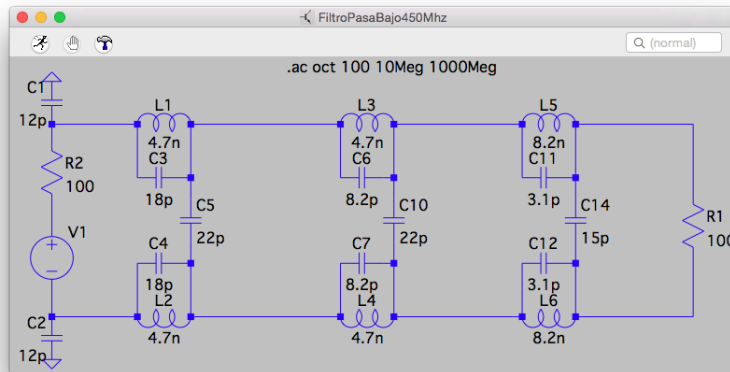 FiltroPasaBajo450Mhz
(normal)
.ac oct 100 10Meg 1000Meg
C1
12p
R2
100
V1
C2
12p
L1
4.7n
C3
18p
C5
22p
C4
18p
L2
4.7n
L3
4.7n
C6
8.2p
C10
22p
C7
8.2p
L4
4.7n
L5
8.2n
C11
3.1p
C14
15p
C12
3.1p
L6
8.2n
R1
100